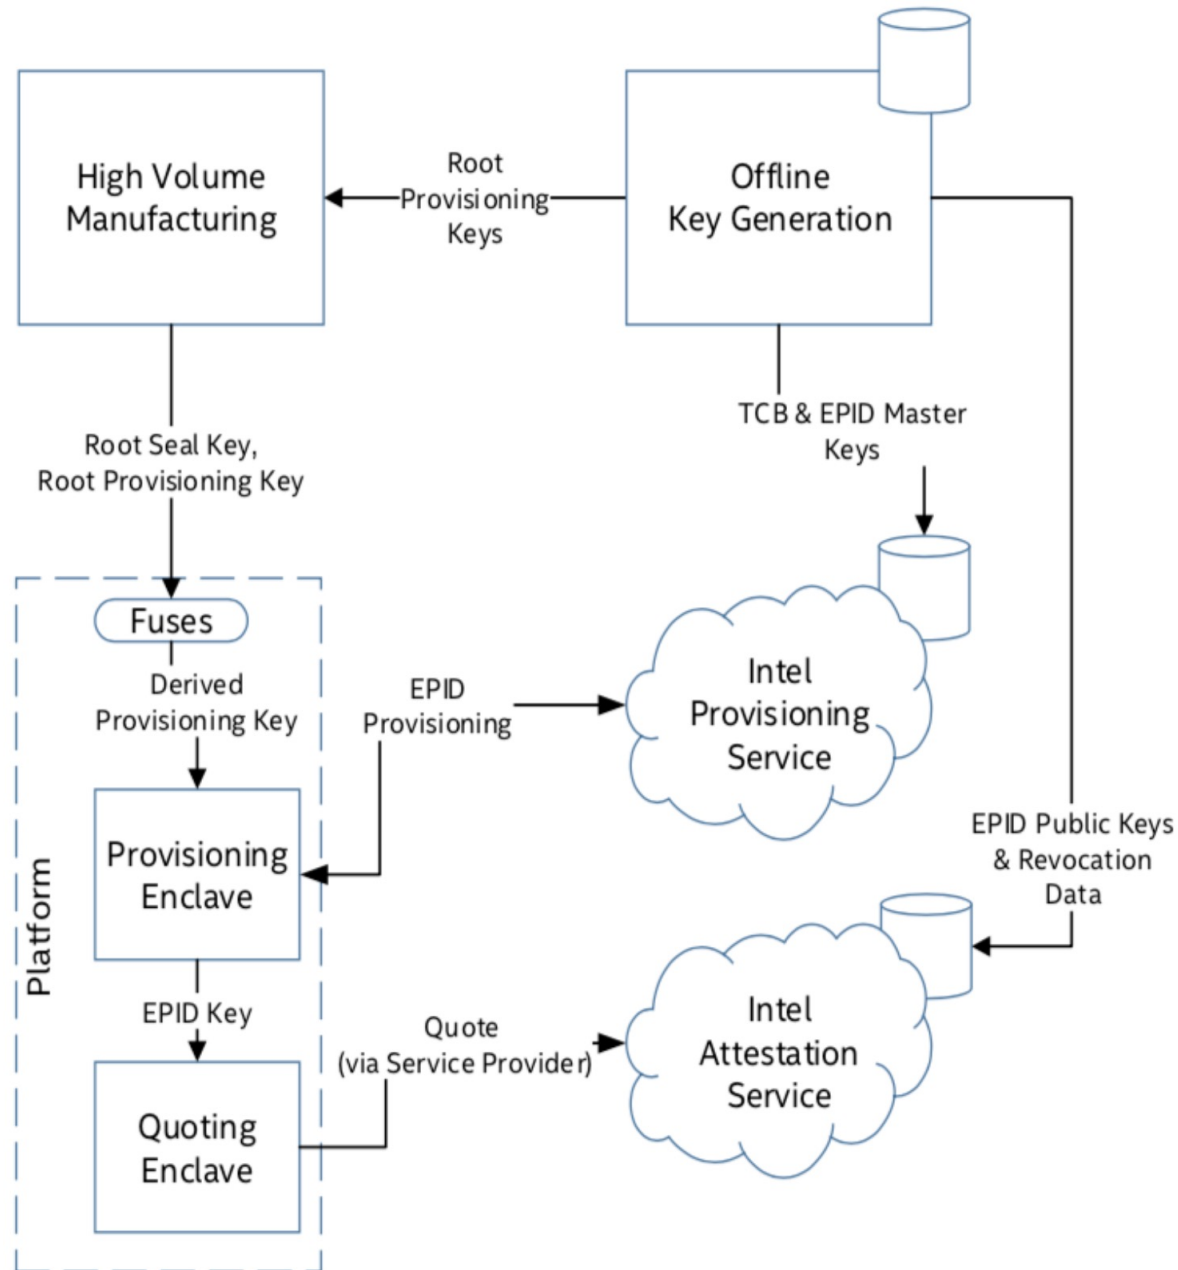 High Volume
Manufacturing
Root
Provisioning
Keys
Offline
Key Generation
TCB & EPID Master
Keys
Root Seal Key,
Root Provisioning Key
Fuses
Derived
Provisioning Key
EPID
Provisioning
Intel
Provisioning
Service
Provisioning
Enclave
Platform
EPID Public Keys
& Revocation
Data
EPID Key
Quote
(via Service Provider)
Intel
Attestation
Service
Quoting
Enclave